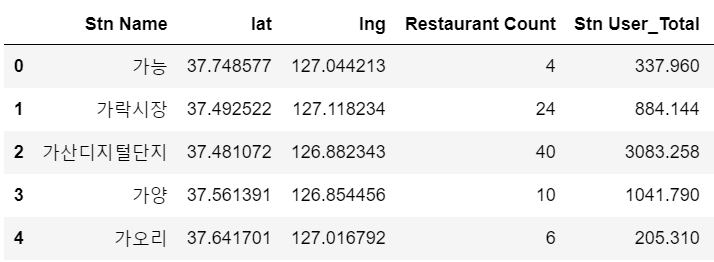 Stn Name lat lng Restaurant Count Stn User_Total
0 가능 37.748577 127.044213 4 337.960
1 가락시장 37.492522 127.118234 24 884.144
2 가산디지털단지 37.481072 126.882343 40 3083.258
3 가양 37.561391 126.854456 10 1041.790
4 가오리 37.641701 127.016792 6 205.310